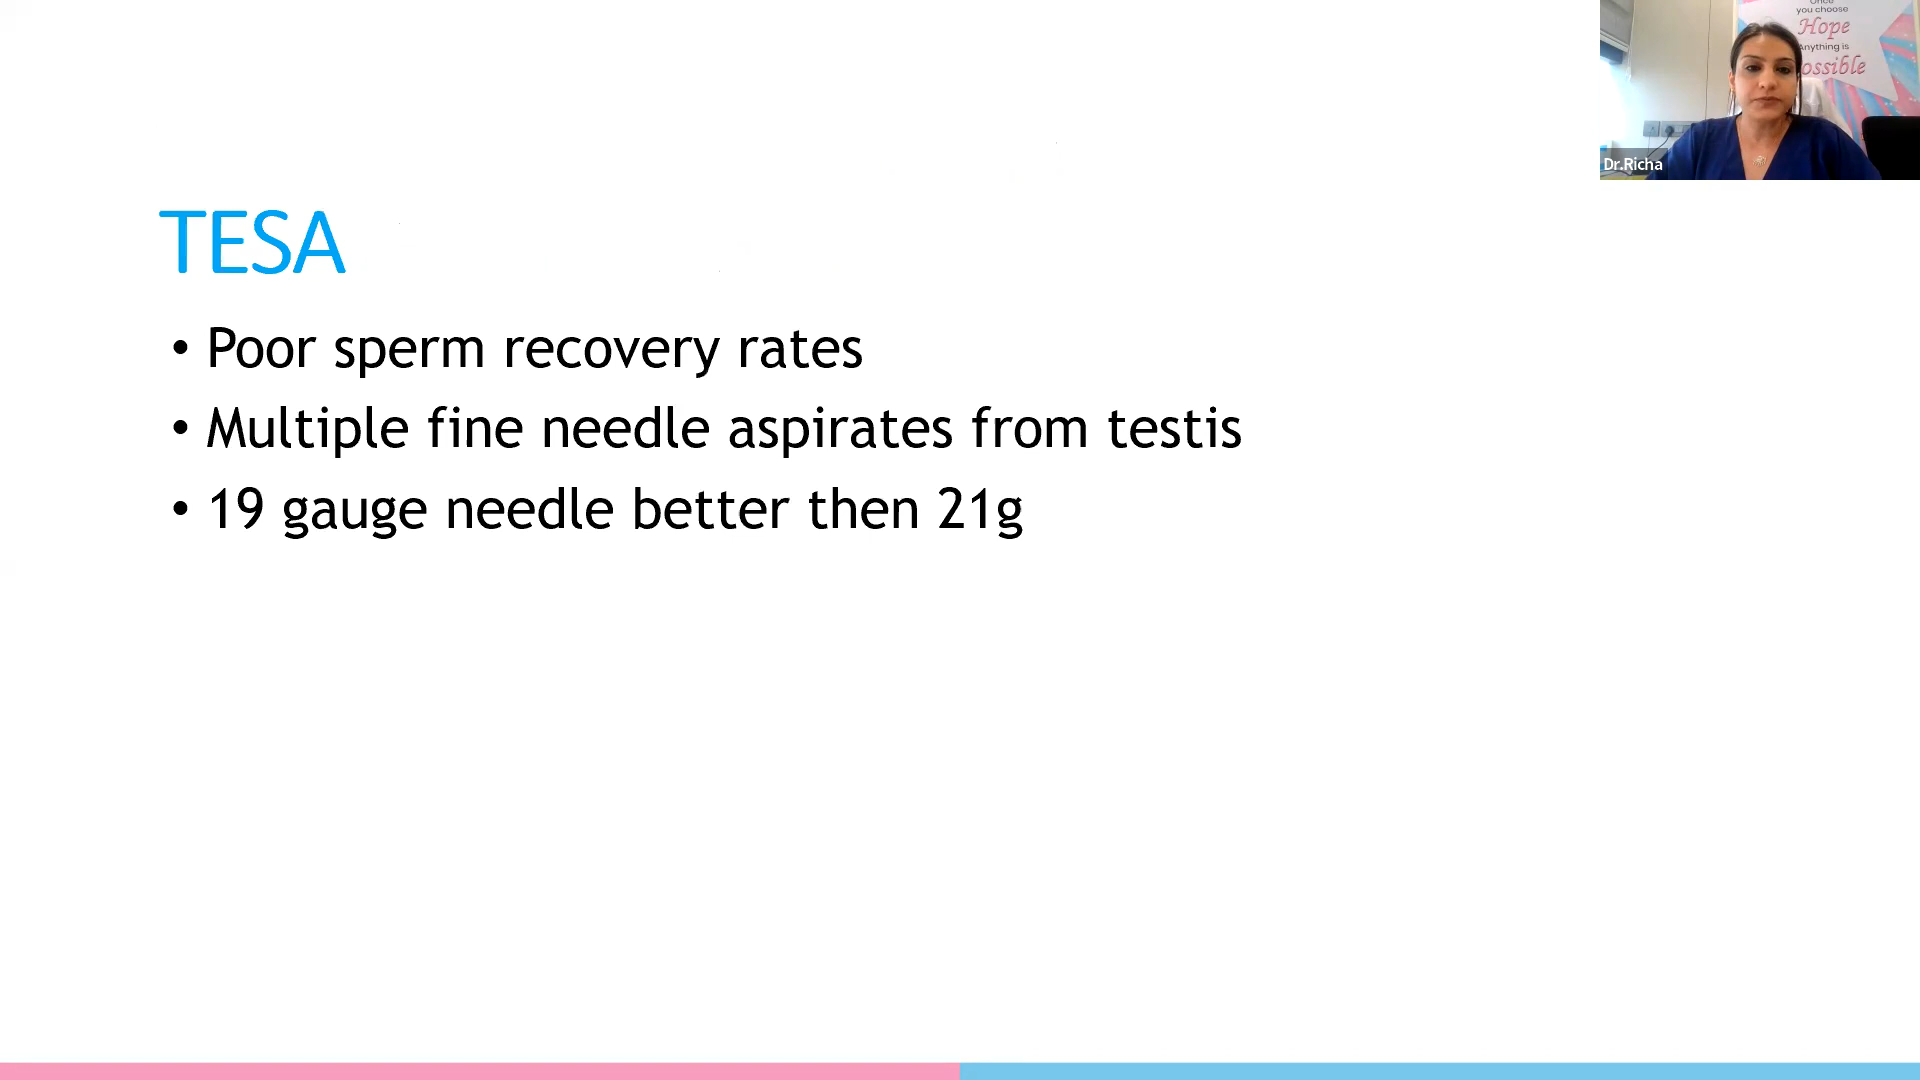 Once
you choose
Hope
Anything is
ossible
Dr.Richa
TESA
• Poor sperm recovery rates
• Multiple fine needle aspirates from testis
• 19 gauge needle better then 21g